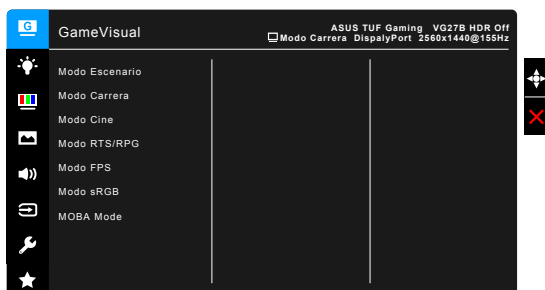 G
GameVisual
ASUS TUF Gaming VG27B HDR Off
Modo Carrera DispalyPort 2560x1440@155Hz
Modo Escenario
Modo Carrera
Modo Cine
Modo RTS/RPG
Modo FPS
Modo sRGB
MOBA Mode